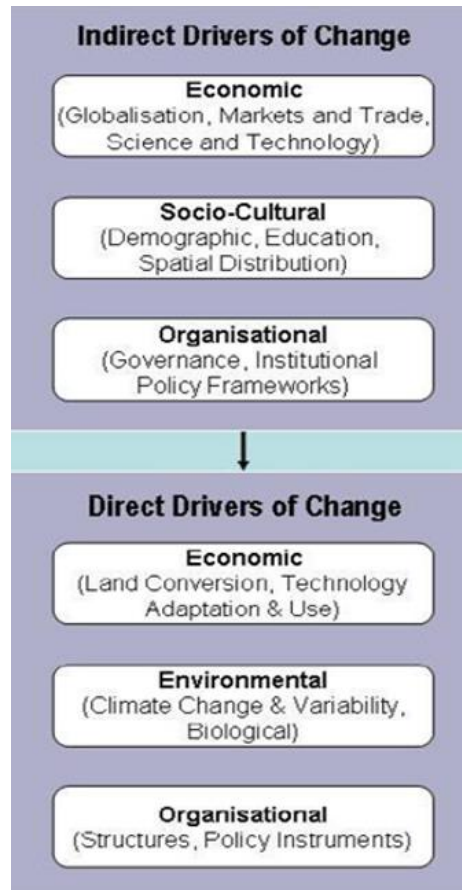 Indirect Drivers of Change
Economic
(Globalisation, Markets and Trade,
Science and Technology)
Socio-Cultural
(Demographic, Education,
Spatial Distribution)
Organisational
(Governance, Institutional
Policy Frameworks)
Direct Drivers of Change
Economic
(Land Conversion, Technology
Adaptation & Use)
Environmental
(Climate Change & Variability,
Biological)
Organisational
(Structures, Policy Instruments)